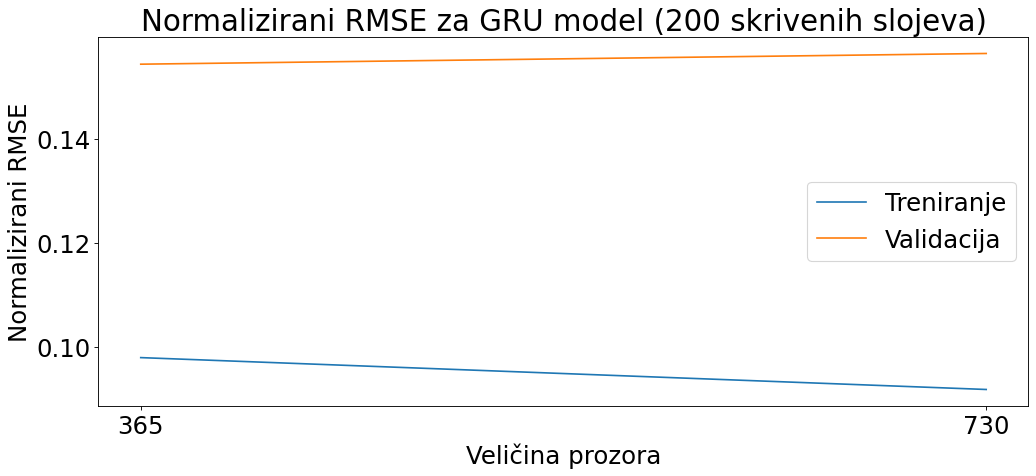 Normalizirani RMSE za GRU model (200 skrivenih slojeva)
Normalizirani RMSE
0.14
0.12
0.10
Treniranje
Validacija
365
730
Veličina prozora